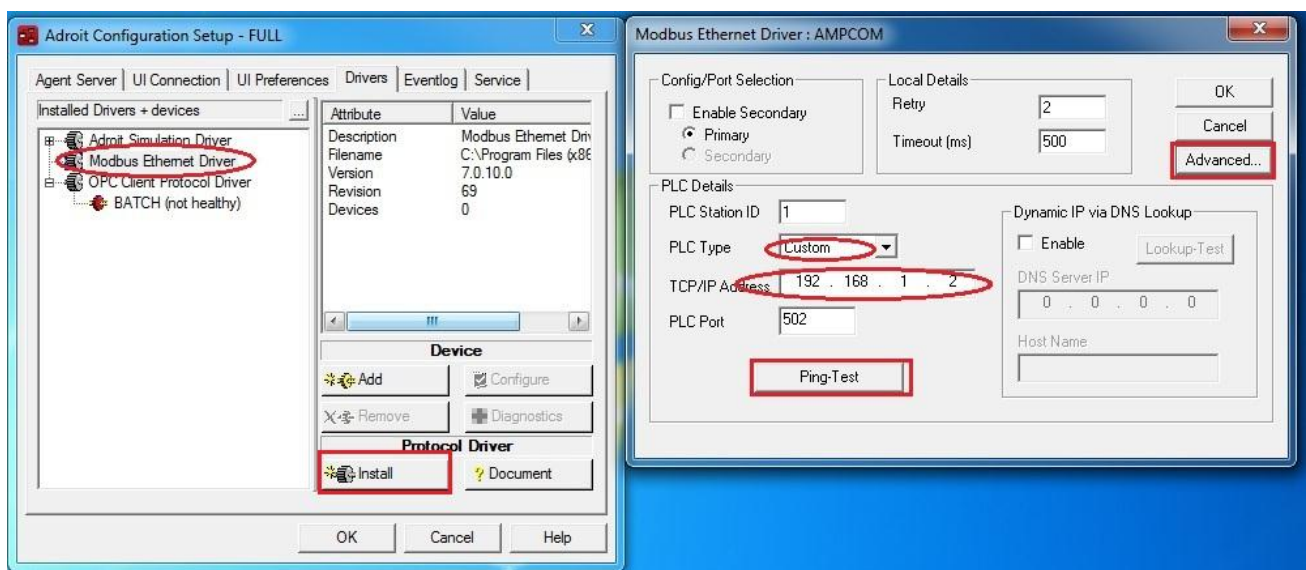 Adroit Configuration Setup - FULL
Agent Server UI Connection UI Preferences Drivers Eventlog Service
Installed Drivers + devices ...
Adroit Simulation Driver
Modbus Ethernet Driver
OPC Client Protocol Driver
BATCH (not healthy)
Attribute Value
Description Modbus Ethernet Driv
Filename C:\Program Files (x86
Version 7.0.10.0
Revision 69
Devices 0
Device
Add Configure
Remove Diagnostics
Protocol Driver
Install ? Document
OK Cancel Help
Modbus Ethernet Driver : AMPCOM
Config/Port Selection
Enable Secondary
Primary
Secondary
Local Details
Retry 2
Timeout (ms) 500
OK
Cancel
Advanced...
PLC Details
PLC Station ID 1
PLC Type Custom
TCP/IP Address 192 . 168 . 1 . 2
PLC Port 502
Ping-Test
Dynamic IP via DNS Lookup
Enable Lookup-Test
DNS Server IP
0 . 0 . 0 . 0
Host Name